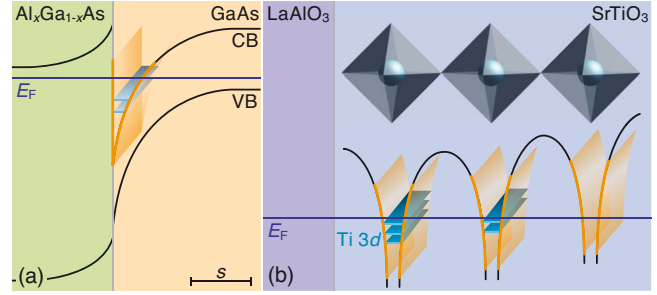 AlxGa1-xAs
GaAs
CB
EF
VB
(a)
s
LaAlO3
SrTiO3
EF
Ti 3d
(b)